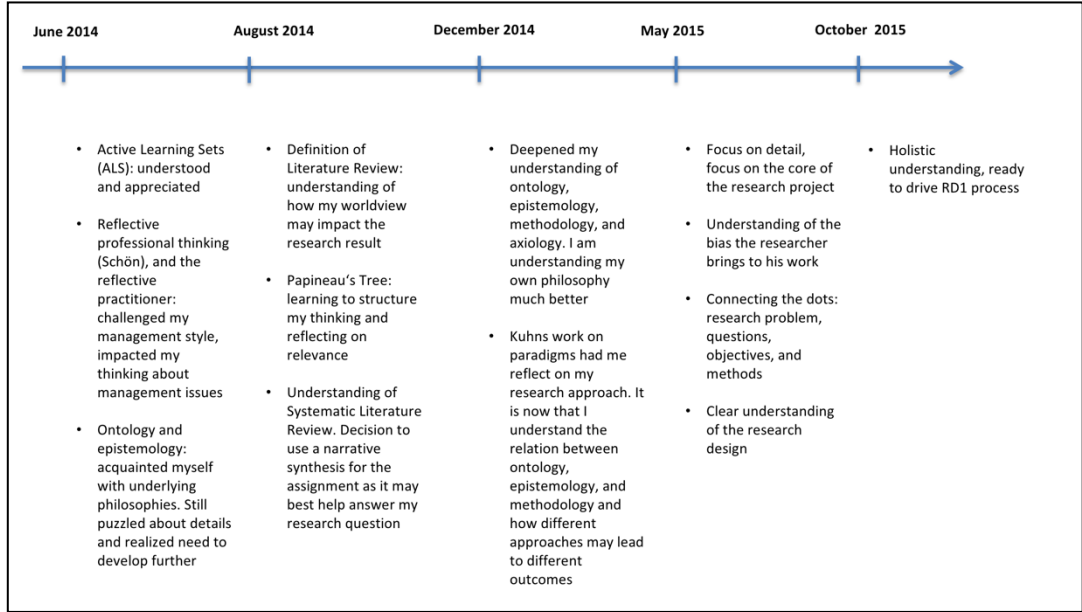 June 2014
August 2014
December 2014
May 2015
October  2015
• Active Learning Sets
(ALS): understood
and appreciated
• Reflective
professional thinking
(Schön), and the
reflective
practitioner:
challenged my
management style,
impacted my
thinking about
management issues
• Ontology and
epistemology:
acquainted myself
with underlying
philosophies. Still
puzzled about details
and realized need to
develop further
• Definition of
Literature Review:
understanding of
how my worldview
may impact the
research result
• Papineau‘s Tree:
learning to structure
my thinking and
reflecting on
relevance
• Understanding of
Systematic Literature
Review. Decision to
use a narrative
synthesis for the
assignment as it may
best help answer my
research question
• Deepened my
understanding of
ontology,
epistemology,
methodology, and
axiology. I am
understanding my
own philosophy
much better
• Kuhns work on
paradigms had me
reflect on my
research approach. It
is now that I
understand the
relation between
ontology,
epistemology, and
methodology and
how different
approaches may lead
to different
outcomes
• Focus on detail,
focus on the core of
the research project
• Understanding of the
bias the researcher
brings to his work
• Connecting the dots:
research problem,
questions,
objectives, and
methods
• Clear understanding
of the research
design
• Holistic
understanding, ready
to drive RD1 process